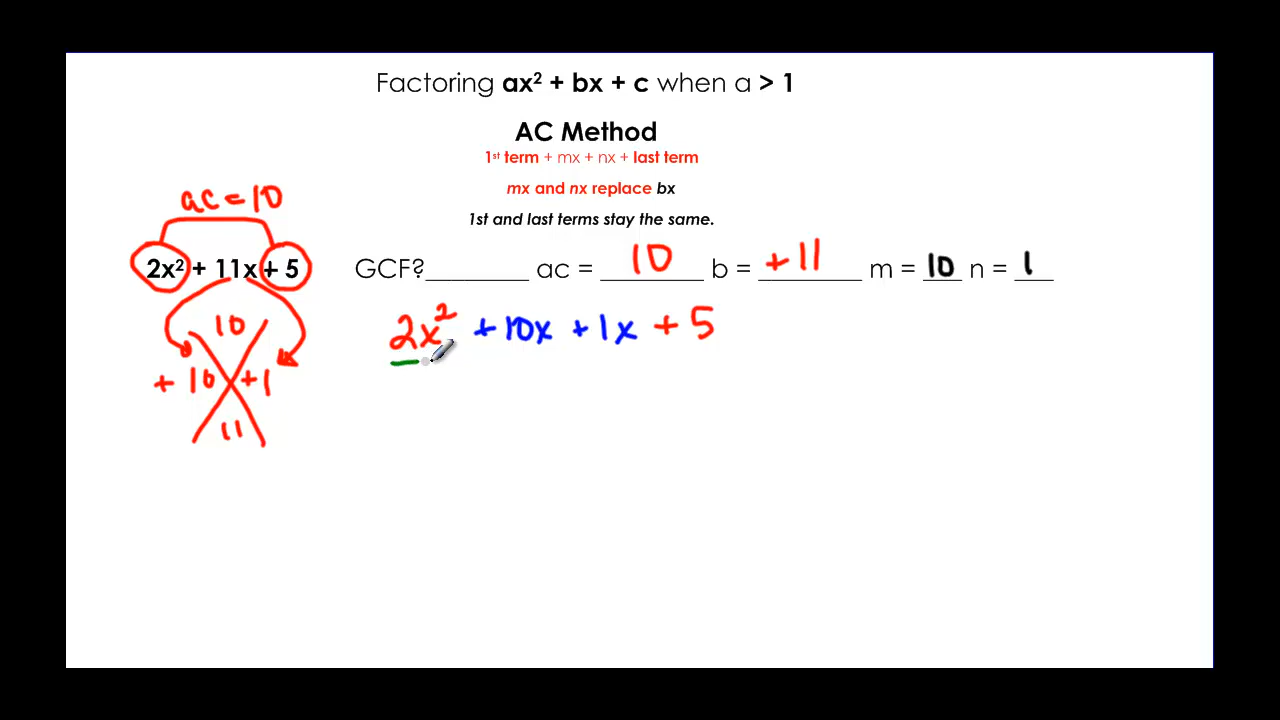 Factoring ax² + bx + c when a > 1
AC Method
1st term + mx + nx + last term
mx and nx replace bx
1st and last terms stay the same.
ac = 10
2x² + 11x + 5
GCF?________ ac = 10 b = +11 m = 10 n = 1
2x² + 10x + 1x + 5
10
+ 10 +1
11